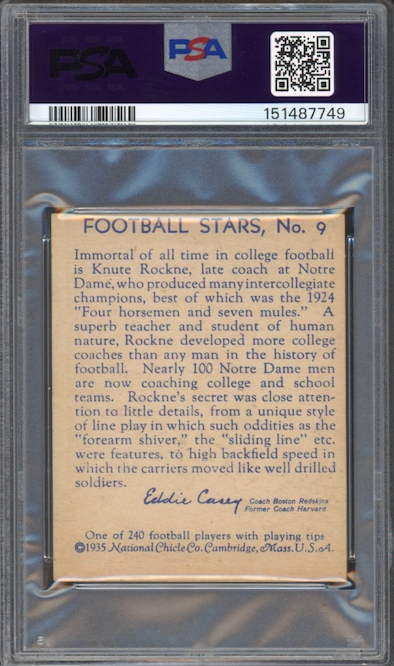 PSA
PSA
151487749
FOOTBALL STARS, No. 9
Immortal of all time in college football
is Knute Rockne, late coach at Notre
Dame, who produced many intercollegiate
champions, best of which was the 1924
"Four horsemen and seven mules." A
superb teacher and student of human
nature, Rockne developed more college
coaches than any man in the history of
football. Nearly 100 Notre Dame men
are now coaching college and school
teams. Rockne's secret was close atten-
tion to little details, from a unique style
of line play in which such oddities as the
"forearm shiver," the "sliding line" etc.
were features, to high backfield speed in
which the carriers moved like well drilled
soldiers.
Eddie Casey Coach Boston Redskins
Former Coach Harvard
One of 240 football players with playing tips
©1935 National Chicle Co. Cambridge, Mass. U.S.A.